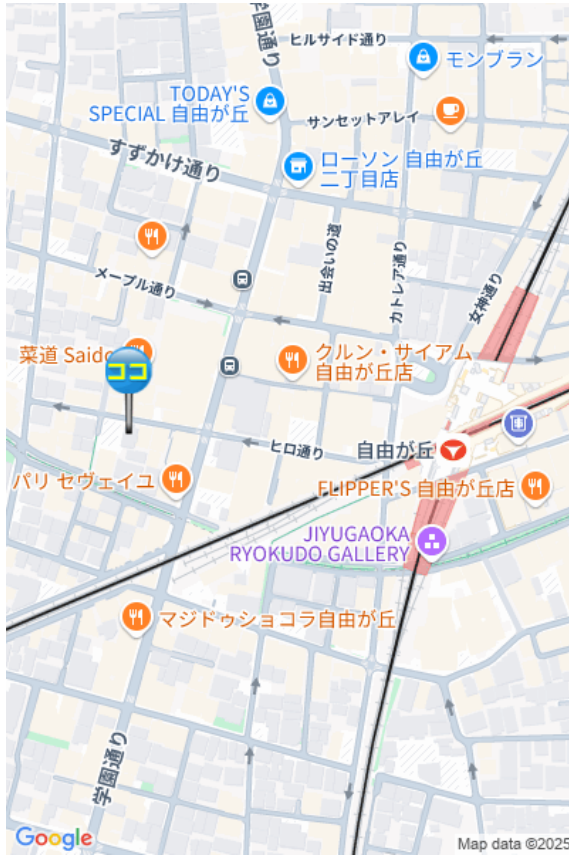 学園通り
ヒルサイド通り
モンブラン
TODAY'S
SPECIAL 自由が丘
サンセットアレイ
すずかけ通り
ローソン 自由が丘
二丁目店
出会いの道
カトレア通り
女神通り
メープル通り
菜道 Saido
クルン・サイアム
自由が丘店
ココ
ヒロ通り
自由が丘
パリ セヴェイユ
FLIPPER'S 自由が丘店
JIYUGAOKA
RYOKUDO GALLERY
マジドゥショコラ自由が丘
学園通り
Google
Map data ©2025